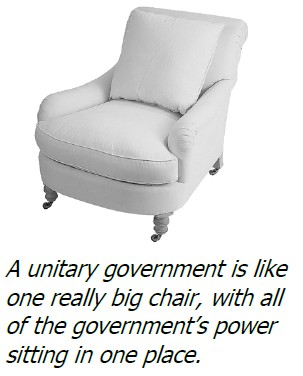 A unitary government is like
one really big chair, with all
of the government's power
sitting in one place.